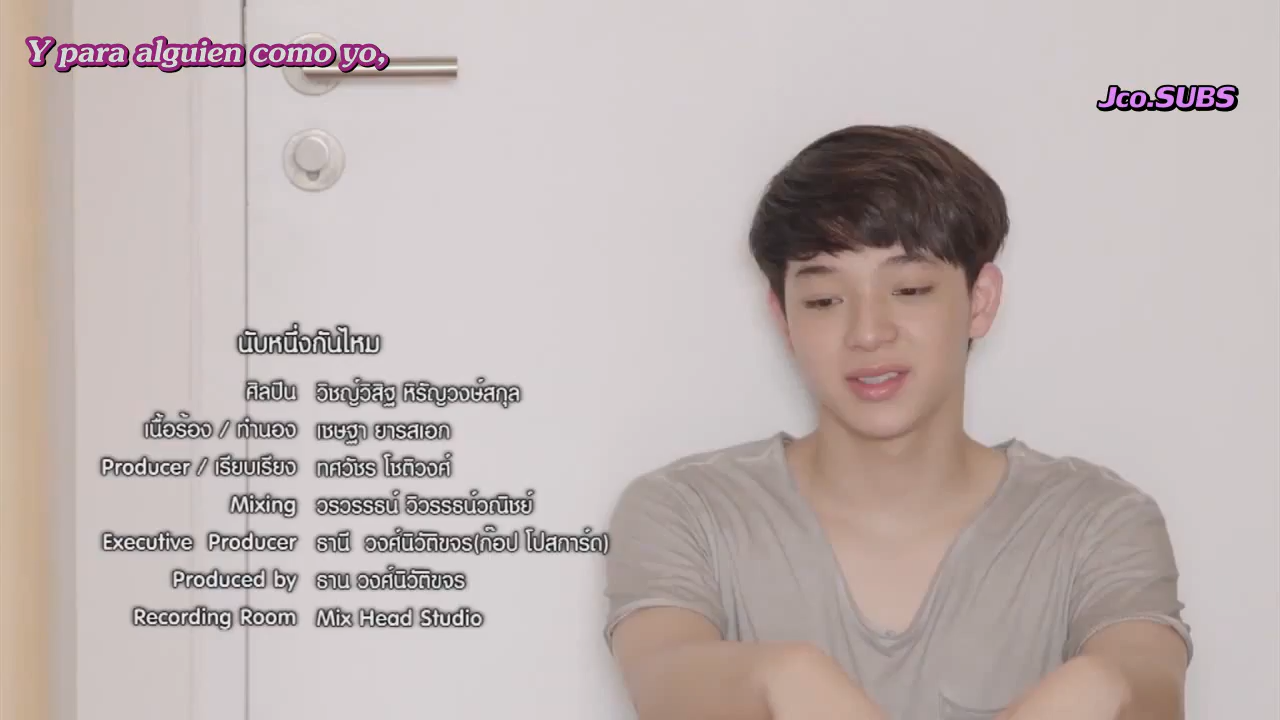 Y para alguien como yo,
Jco.SUBS
นับหนึ่งกันไหม
ศิลปิน วิชญ์วิสิฐ หิรัญวงษ์สกุล
เนื้อร้อง / ทำนอง เชษฐา ยารสเอก
Producer / เรียบเรียง ทศวัชร โชติวงศ์
Mixing วรวรรธน์ วิวรรธน์วณิชย์
Executive Producer ธานี วงศ์นิวัติขจร(ก๊อป โปสการ์ด)
Produced by ธาน วงศ์นิวัติขจร
Recording Room Mix Head Studio